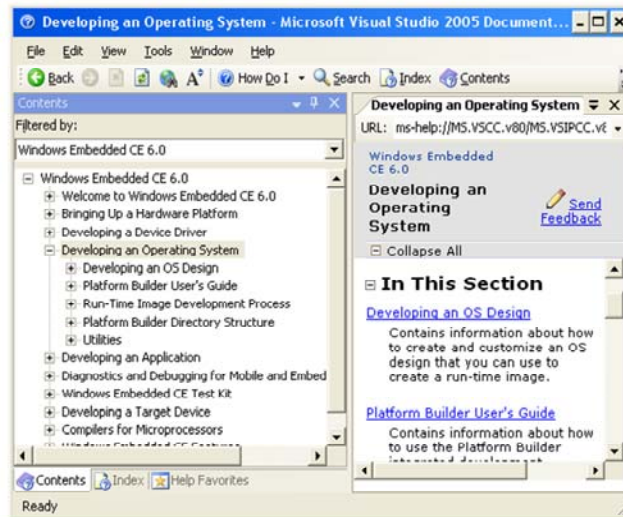 Developing an Operating System - Microsoft Visual Studio 2005 Document...
File Edit View Tools Window Help
Back How Do I Search Index Contents
Contents
Filtered by:
Windows Embedded CE 6.0
Windows Embedded CE 6.0
Welcome to Windows Embedded CE 6.0
Bringing Up a Hardware Platform
Developing a Device Driver
Developing an Operating System
Developing an OS Design
Platform Builder User's Guide
Run-Time Image Development Process
Platform Builder Directory Structure
Utilities
Developing an Application
Diagnostics and Debugging for Mobile and Embed
Windows Embedded CE Test Kit
Developing a Target Device
Compilers for Microprocessors
Windows Embedded CE Features
Contents Index Help Favorites
Developing an Operating System
URL: ms-help://MS.VSCC.v80/MS.VSIPCC.v8
Windows Embedded
CE 6.0
Developing an
Operating
System
Send
Feedback
Collapse All
In This Section
Developing an OS Design
Contains information about how
to create and customize an OS
design that you can use to
create a run-time image.
Platform Builder User's Guide
Contains information about how
to use the Platform Builder
integrated development
Ready